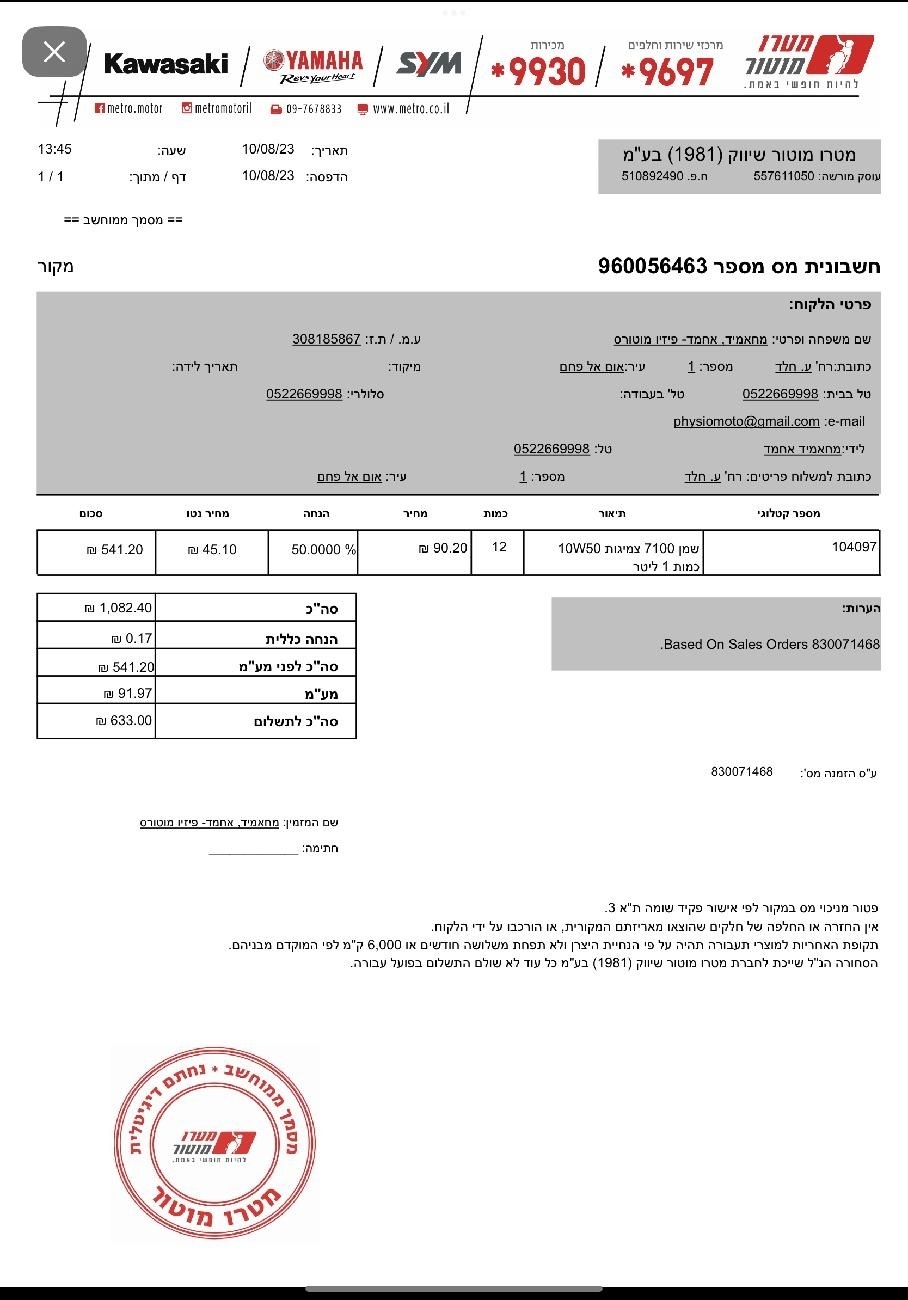 מטרו מוטור
להיות חופשי באמת.
מרכזי שירות וחלפים
*9697
מכירות
*9930
SYM
YAMAHA
Revs Your Heart
Kawasaki
metro.motor metromotoril 09-7678833 www.metro.co.il
מטרו מוטור שיווק (1981) בע"מ
עוסק מורשה: 557611050 ח.פ. 510892490
תאריך: 10/08/23 שעה: 13:45
הדפסה: 10/08/23 דף / מתוך: 1 / 1
== מסמך ממוחשב ==
חשבונית מס מספר 960056463 מקור
פרטי הלקוח:
שם משפחה ופרטי: מחאמיד, אחמד- פיזיו מוטורס ע.מ. / ת.ז: 308185867
כתובת:רח' ע. חלד מספר: 1 עיר:אום אל פחם מיקוד: תאריך לידה:
טל בבית: 0522669998 טל' בעבודה: סלולרי: 0522669998
e-mail: physiomoto@gmail.com
לידי:מחאמיד אחמד טל: 0522669998
כתובת למשלוח פריטים: רח' ע. חלד מספר: 1 עיר: אום אל פחם
מספר קטלוגי תיאור כמות מחיר הנחה מחיר נטו סכום
104097 שמן 7100 צמיגות 10W50 12 90.20 ₪ 50.0000 % 45.10 ₪ 541.20 ₪
כמות 1 ליטר
הערות:
Based On Sales Orders 830071468.
סה"כ 1,082.40 ₪
הנחה כללית 0.17 ₪
סה"כ לפני מע"מ 541.20 ₪
מע"מ 91.97 ₪
סה"כ לתשלום 633.00 ₪
ע"ס הזמנה מס': 830071468
שם המזמין: מחאמיד, אחמד- פיזיו מוטורס
חתימה: _____________
פטור מניכוי מס במקור לפי אישור פקיד שומה ת"א 3.
אין החזרה או החלפה של חלקים שהוצאו מאריזתם המקורית, או הורכבו על ידי הלקוח.
תקופת האחריות למוצרי תעבורה תהיה על פי הנחיית היצרן ולא תפחת משלושה חודשים או 6,000 ק"מ לפי המוקדם מבניהם.
הסחורה הנ"ל שייכת לחברת מטרו מוטור שיווק (1981) בע"מ כל עוד לא שולם התשלום בפועל עבורה.
מסמך ממוחשב * נחתם דיגיטלית
מטרו מוטור
להיות חופשי באמת.
מטרו מוטור